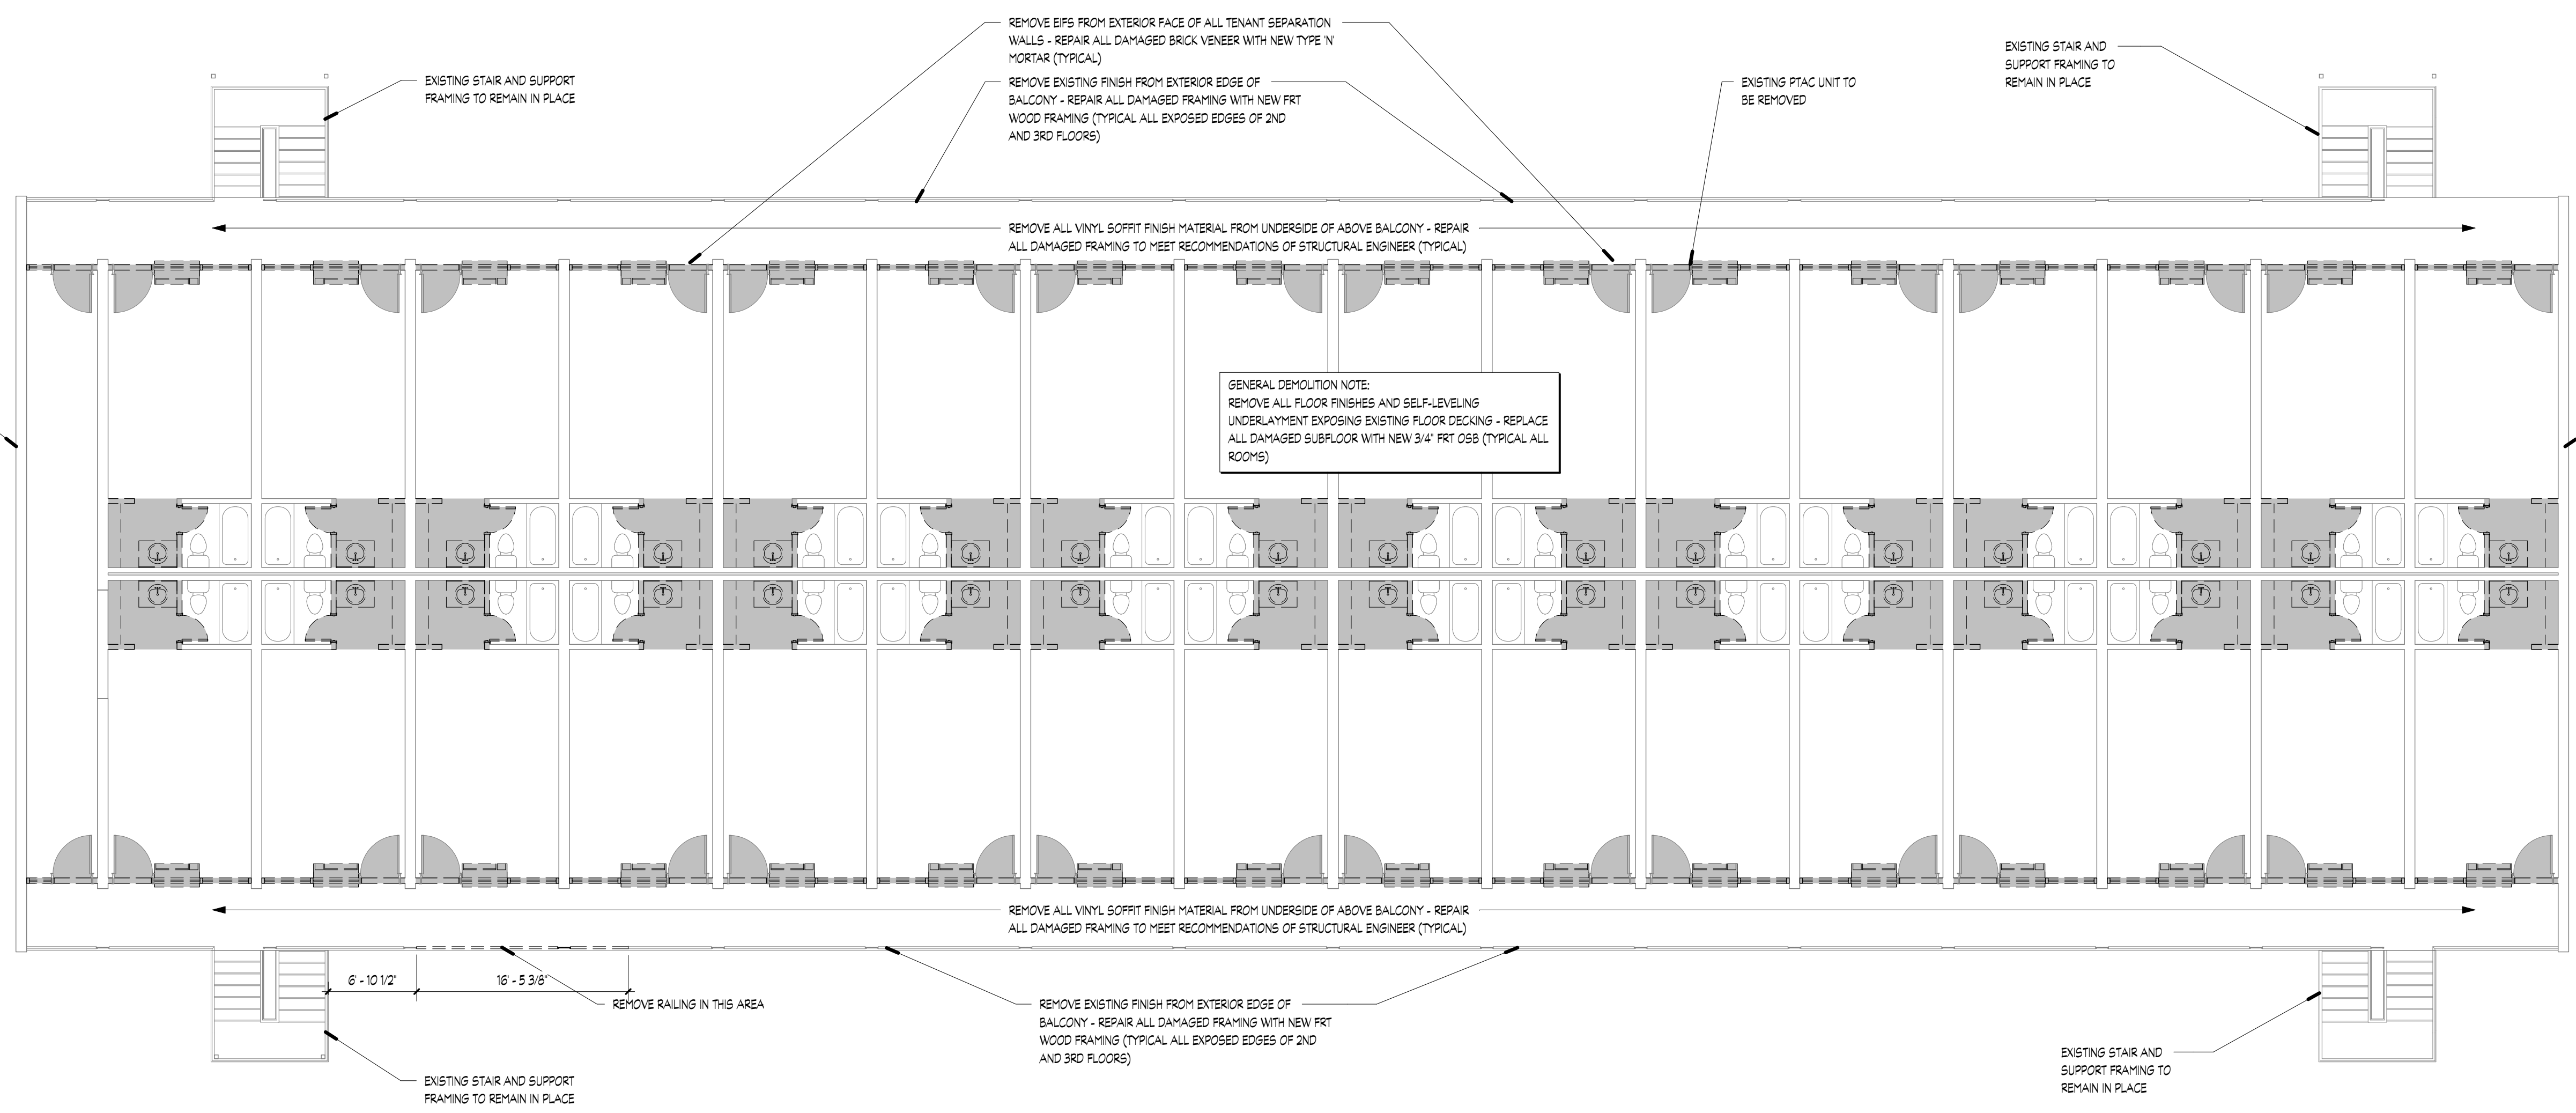 REMOVE EIFS FROM EXTERIOR FACE OF ALL TENANT SEPARATION
WALLS - REPAIR ALL DAMAGED BRICK VENEER WITH NEW TYPE 'N'
MORTAR (TYPICAL)
EXISTING STAIR AND SUPPORT
FRAMING TO REMAIN IN PLACE
REMOVE EXISTING FINISH FROM EXTERIOR EDGE OF
BALCONY - REPAIR ALL DAMAGED FRAMING WITH NEW FRT
WOOD FRAMING (TYPICAL ALL EXPOSED EDGES OF 2ND
AND 3RD FLOORS)
EXISTING PTAC UNIT TO
BE REMOVED
EXISTING STAIR AND
SUPPORT FRAMING TO
REMAIN IN PLACE
REMOVE ALL VINYL SOFFIT FINISH MATERIAL FROM UNDERSIDE OF ABOVE BALCONY - REPAIR
ALL DAMAGED FRAMING TO MEET RECOMMENDATIONS OF STRUCTURAL ENGINEER (TYPICAL)
GENERAL DEMOLITION NOTE:
REMOVE ALL FLOOR FINISHES AND SELF-LEVELING
UNDERLAYMENT EXPOSING EXISTING FLOOR DECKING - REPLACE
ALL DAMAGED SUBFLOOR WITH NEW 3/4" FRT OSB (TYPICAL ALL
ROOMS)
REMOVE ALL VINYL SOFFIT FINISH MATERIAL FROM UNDERSIDE OF ABOVE BALCONY - REPAIR
ALL DAMAGED FRAMING TO MEET RECOMMENDATIONS OF STRUCTURAL ENGINEER (TYPICAL)
6' - 10 1/2"
16' - 5 3/8"
REMOVE RAILING IN THIS AREA
REMOVE EXISTING FINISH FROM EXTERIOR EDGE OF
BALCONY - REPAIR ALL DAMAGED FRAMING WITH NEW FRT
WOOD FRAMING (TYPICAL ALL EXPOSED EDGES OF 2ND
AND 3RD FLOORS)
EXISTING STAIR AND SUPPORT
FRAMING TO REMAIN IN PLACE
EXISTING STAIR AND
SUPPORT FRAMING TO
REMAIN IN PLACE